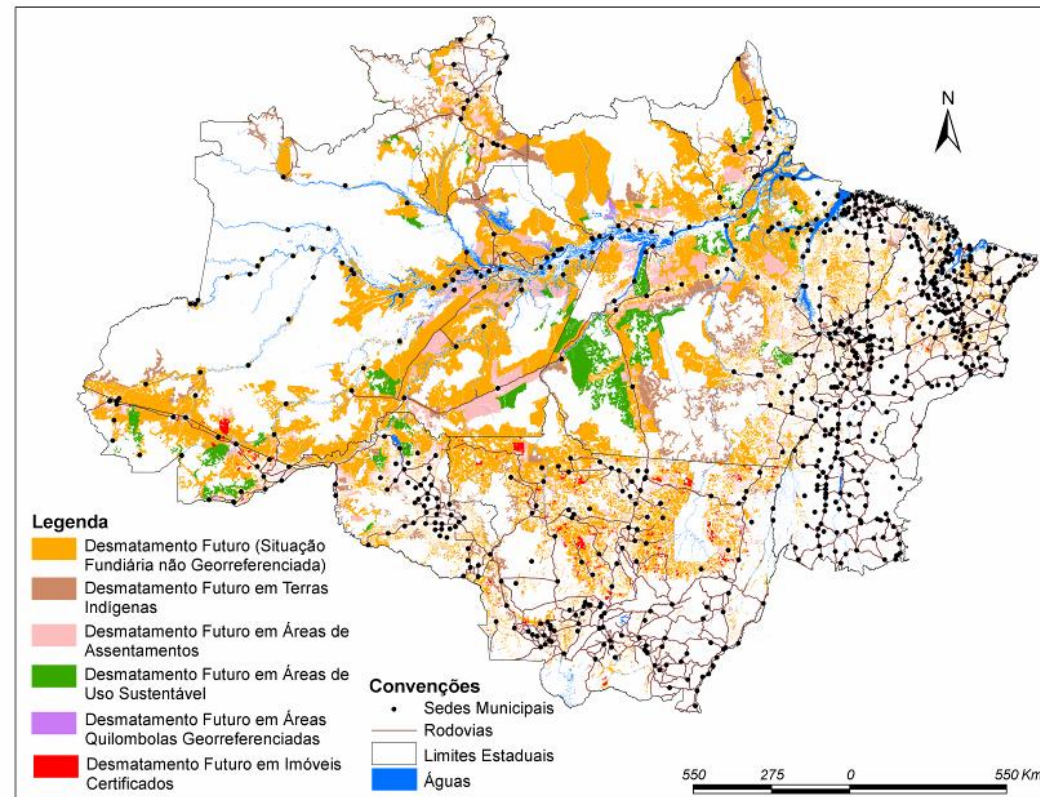 N
Legenda
Desmatamento Futuro (Situação
Fundiária não Georreferenciada)
Desmatamento Futuro em Terras
Indígenas
Desmatamento Futuro em Áreas de
Assentamentos
Desmatamento Futuro em Áreas de
Uso Sustentável
Desmatamento Futuro em Áreas
Quilombolas Georreferenciadas
Desmatamento Futuro em Imóveis
Certificados
Convenções
Sedes Municipais
Rodovias
Limites Estaduais
Águas
550 275 0 550 Km